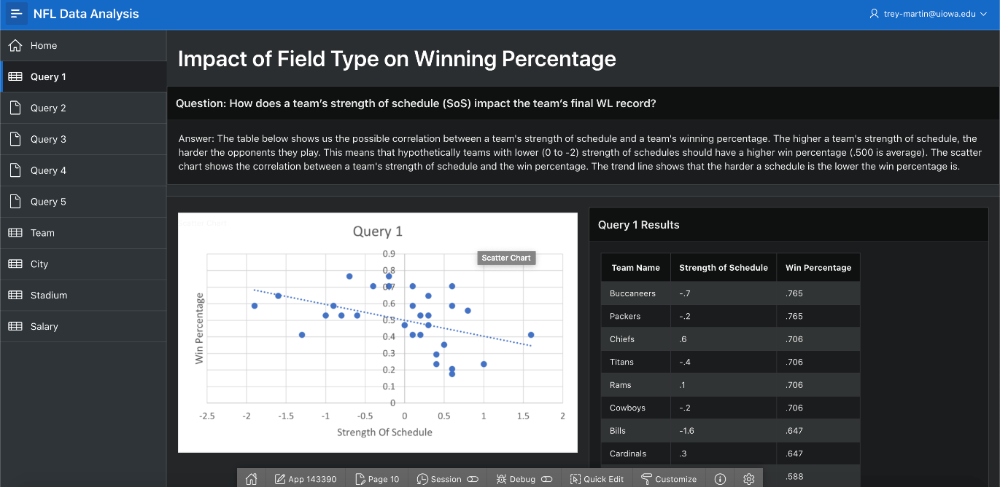 NFL Data Analysis
trey-martin@uiowa.edu
Home
Query 1
Query 2
Query 3
Query 4
Query 5
Team
City
Stadium
Salary
Impact of Field Type on Winning Percentage
Question: How does a team’s strength of schedule (SoS) impact the team’s final WL record?
Answer: The table below shows us the possible correlation between a team's strength of schedule and a team's winning percentage. The higher a team's strength of schedule, the
harder the opponents they play. This means that hypothetically teams with lower (0 to -2) strength of schedules should have a higher win percentage (.500 is average). The scatter
chart shows the correlation between a team's strength of schedule and the win percentage. The trend line shows that the harder a schedule is the lower the win percentage is.
Scatter Chart
Query 1
Scatter Chart
0.9
0.8
0.7
0.6
0.5
0.4
0.3
0.2
0.1
0
Win Percentage
-2.5 -2 -1.5 -1 -0.5 0 0.5 1 1.5 2
Strength Of Schedule
Query 1 Results
Team Name Strength of Schedule Win Percentage
Buccaneers -.7 .765
Packers -.2 .765
Chiefs .6 .706
Titans -.4 .706
Rams .1 .706
Cowboys -.2 .706
Bills -1.6 .647
Cardinals .3 .647
.588
App 143390 Page 10 Session Debug Quick Edit Customize